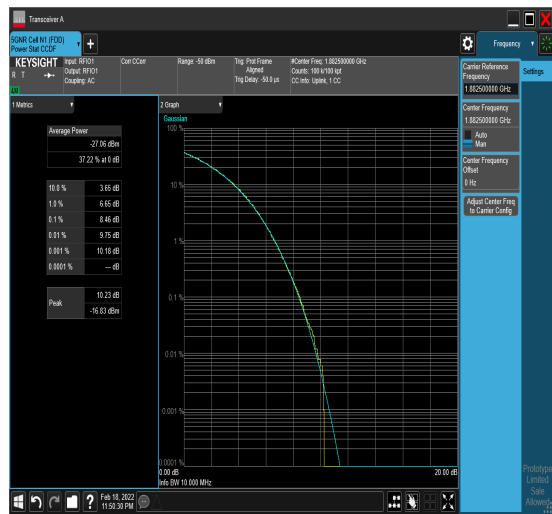 Transceiver A
5GNR Cell N1 (FDD)
Power Stat CCDF
Frequency
KEYSIGHT
R T
Input: RFIO1
Output: RFIO1
Coupling: AC
Corr CCorr
Range: -50 dBm
Trig: Prot Frame
Aligned
Trig Delay: -50.0 µs
#Center Freq: 1.882500000 GHz
Counts: 100 k/100 kpt
CC Info: Uplink, 1 CC
1 Metrics
Average Power
-27.06 dBm
37.22 % at 0 dB
10.0 % 3.65 dB
1.0 % 6.65 dB
0.1 % 8.46 dB
0.01 % 9.75 dB
0.001 % 10.18 dB
0.0001 % --- dB
Peak
10.23 dB
-16.83 dBm
2 Graph
Gaussian
100 %
10 %
1 %
0.1 %
0.01 %
0.001 %
0.0001 %
0.00 dB
20.00 dB
Info BW 10.000 MHz
Carrier Reference
Frequency
1.882500000 GHz
Center Frequency
1.882500000 GHz
Auto
Man
Center Frequency
Offset
0 Hz
Adjust Center Freq
to Carrier Config
Settings
Prototype
Limited
Sale
Allowed
?
Feb 18, 2022
11:50:30 PM